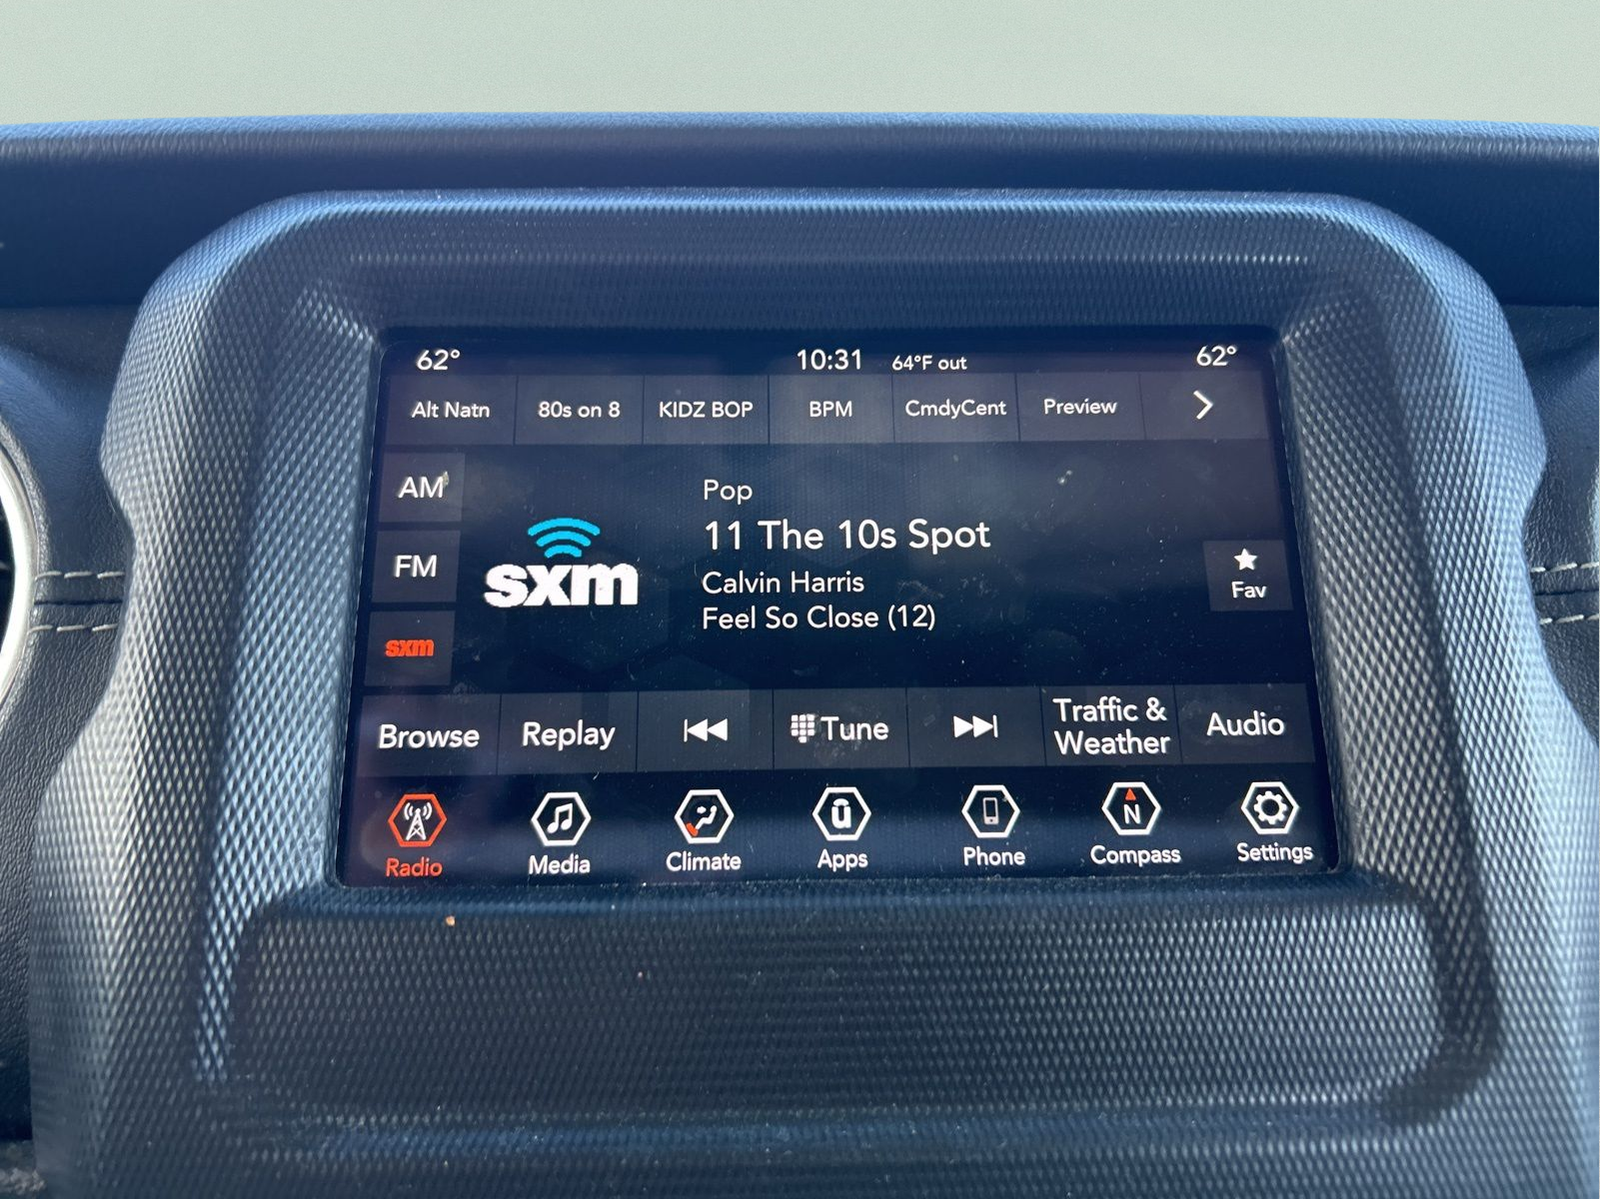 62° 10:31 64°F out 62°
Alt Natn 80s on 8 KIDZ BOP BPM CmdyCent Preview
AM
FM
sxm
sxm
Pop
11 The 10s Spot
Calvin Harris
Feel So Close (12)
Fav
Browse Replay Tune Traffic & Weather Audio
N
Radio Media Climate Apps Phone Compass Settings